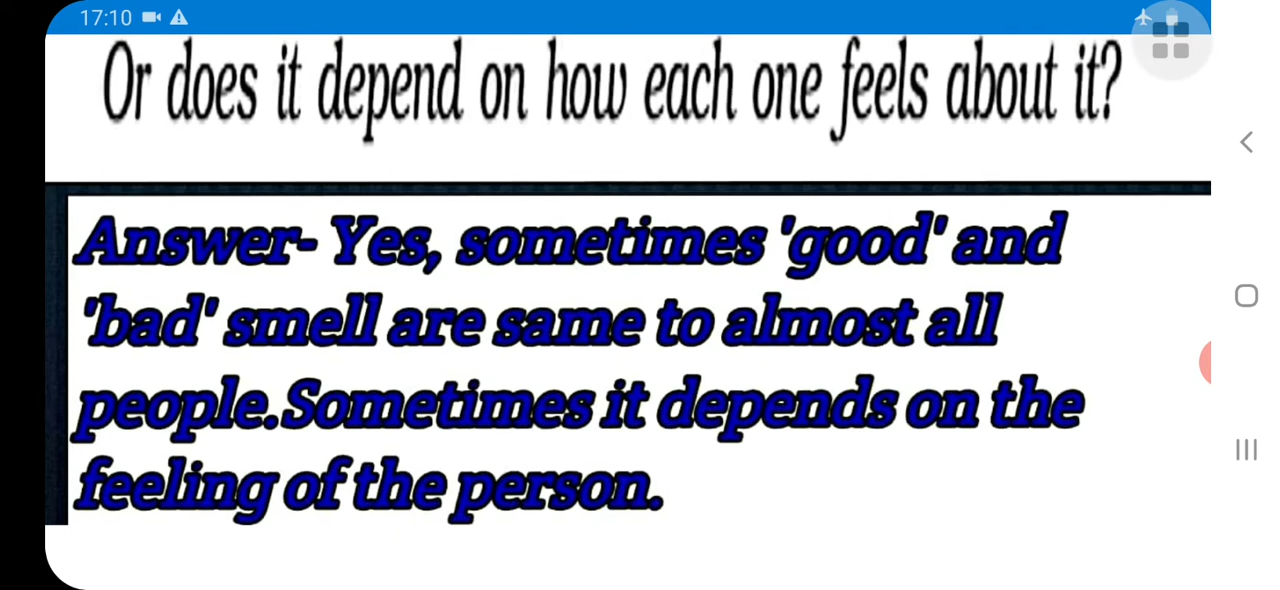 17:10
Or does it depend on how each one feels about it?
Answer- Yes, sometimes 'good' and
'bad' smell are same to almost all
people.Sometimes it depends on the
feeling of the person.